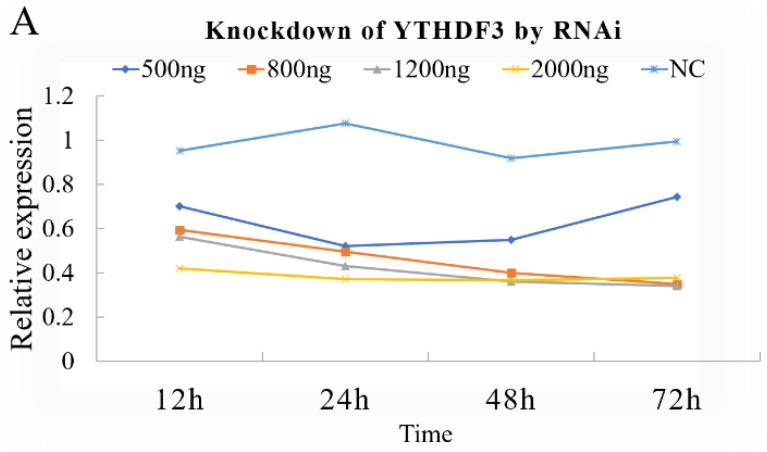 A
Knockdown of YTHDF3 by RNAi
500ng 800ng 1200ng 2000ng NC
Relative expression
1.2
1
0.8
0.6
0.4
0.2
0
12h 24h 48h 72h
Time